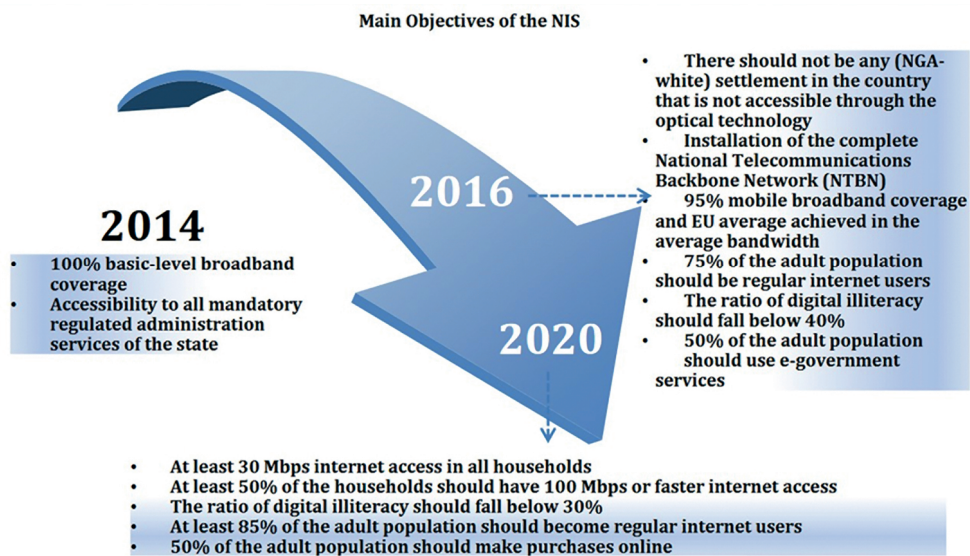 Main Objectives of the NIS
2014
• 100% basic-level broadband
coverage
• Accessibility to all mandatory
regulated administration
services of the state
2016
• There should not be any (NGA-
white) settlement in the country
that is not accessible through the
optical technology
• Installation of the complete
National Telecommunications
Backbone Network (NTBN)
• 95% mobile broadband coverage
and EU average achieved in the
average bandwidth
• 75% of the adult population
should be regular internet users
• The ratio of digital illiteracy
should fall below 40%
• 50% of the adult population
should use e-government
services
2020
• At least 30 Mbps internet access in all households
• At least 50% of the households should have 100 Mbps or faster internet access
• The ratio of digital illiteracy should fall below 30%
• At least 85% of the adult population should become regular internet users
• 50% of the adult population should make purchases online